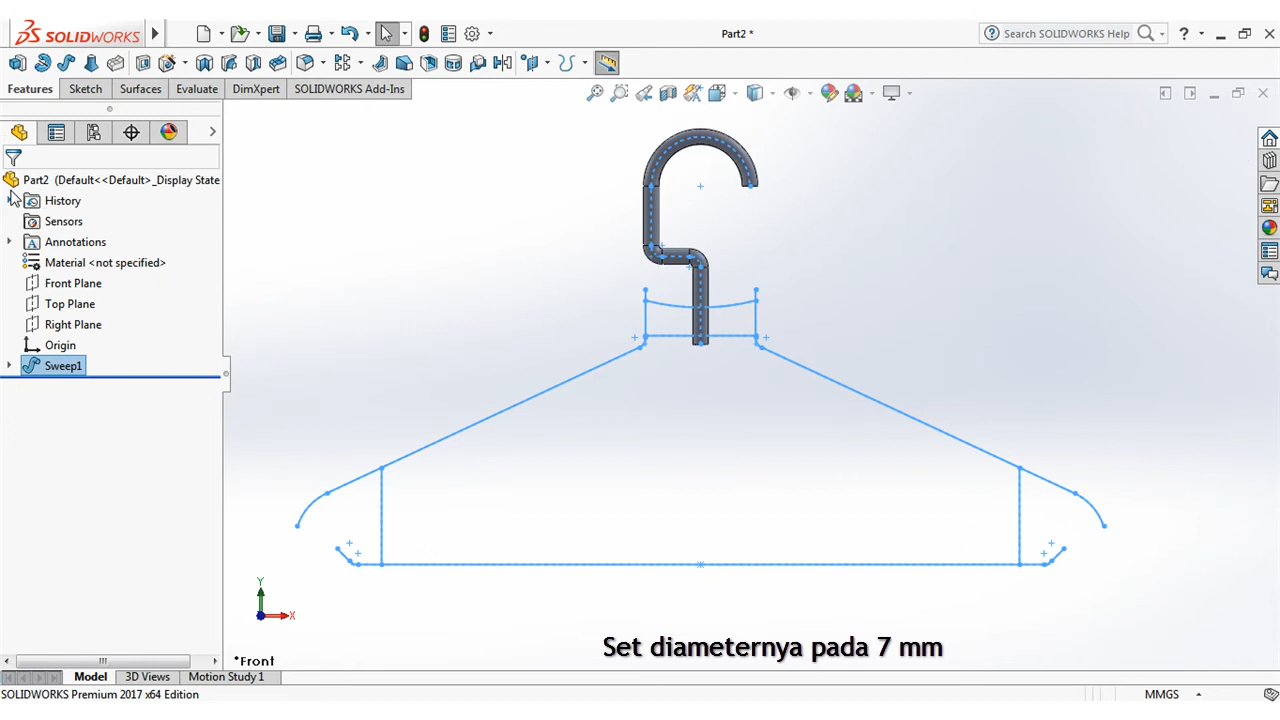 SOLIDWORKS
Part2 *
Search SOLIDWORKS Help
?
Features
Sketch
Surfaces
Evaluate
DimXpert
SOLIDWORKS Add-Ins
Part2 (Default<<Default>_Display State
History
Sensors
Annotations
Material <not specified>
Front Plane
Top Plane
Right Plane
Origin
Sweep1
Y
X
*Front
Set diameternya pada 7 mm
Model
3D Views
Motion Study 1
SOLIDWORKS Premium 2017 x64 Edition
MMGS